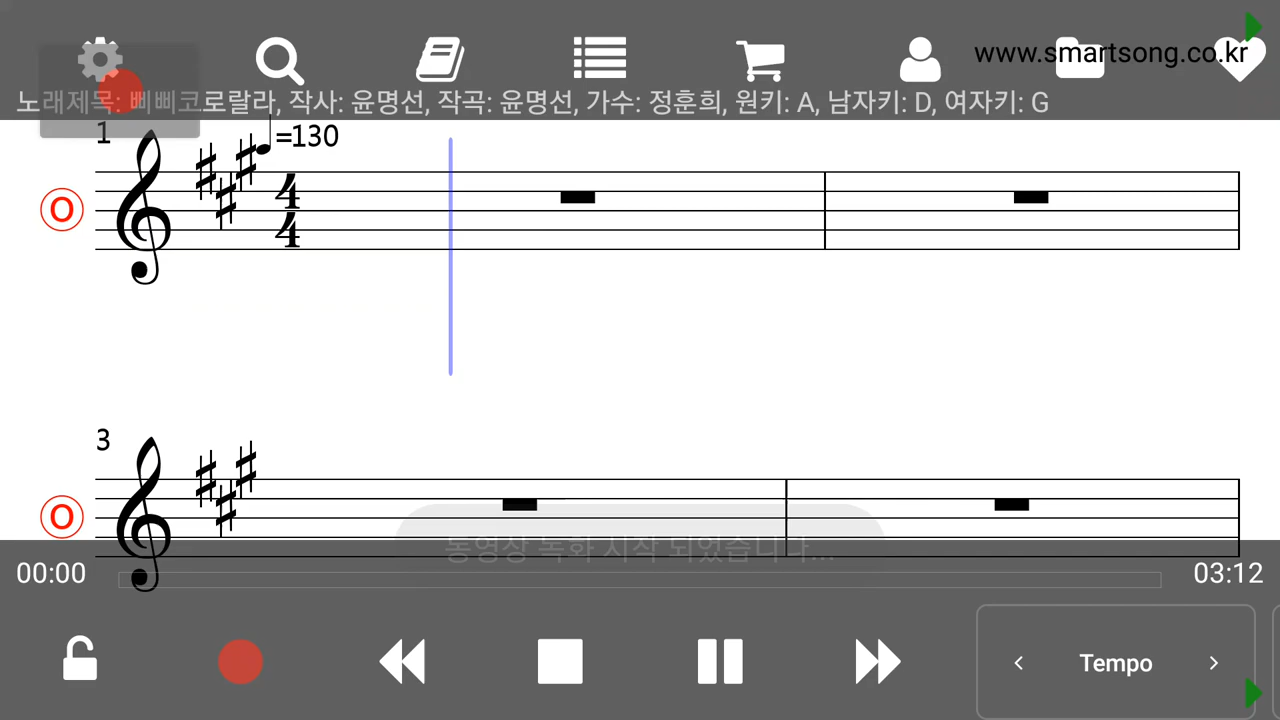 www.smartsong.co.kr
노래제목: 삐삐코로랄라, 작사: 윤명선, 작곡: 윤명선, 가수: 정훈희, 원키: A, 남자키: D, 여자키: G
1
=130
O
4
4
3
O
동영상 녹화 시작 되었습니다...
00:00
03:12
< Tempo >